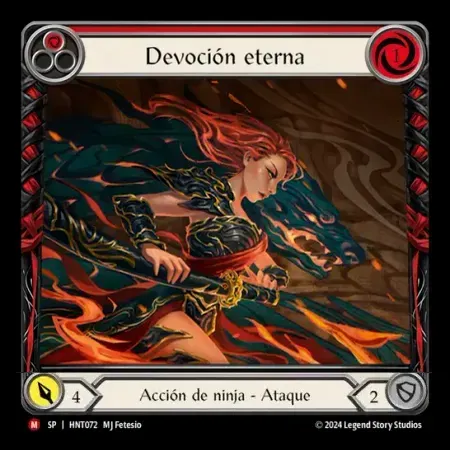 Devoción eterna
1
4
Acción de ninja - Ataque
2
M SP | HNT072 MJ Fetesio
© 2024 Legend Story Studios